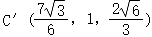 C′ (7√3/6, 1, 2√6/3)